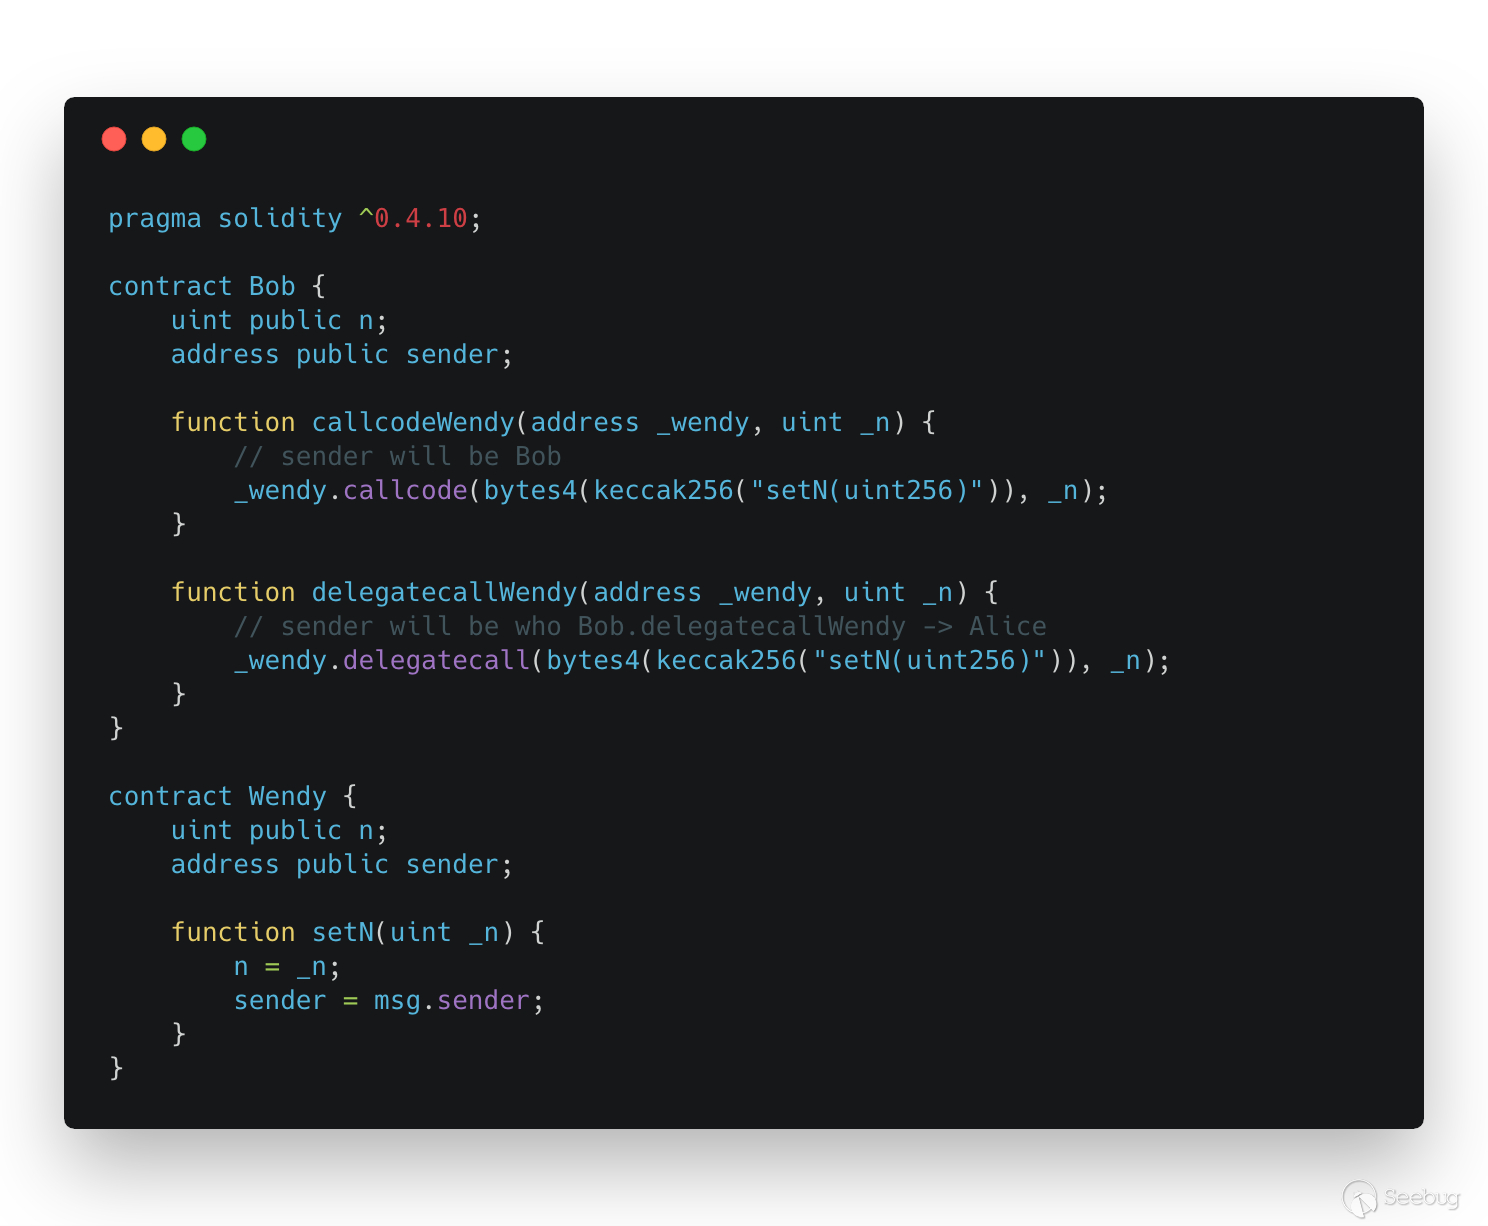 pragma solidity ^0.4.10;
contract Bob {
    uint public n;
    address public sender;
    function callcodeWendy(address _wendy, uint _n) {
        // sender will be Bob
        _wendy.callcode(bytes4(keccak256("setN(uint256)")), _n);
    }
    function delegatecallWendy(address _wendy, uint _n) {
        // sender will be who Bob.delegatecallWendy -> Alice
        _wendy.delegatecall(bytes4(keccak256("setN(uint256)")), _n);
    }
}
contract Wendy {
    uint public n;
    address public sender;
    function setN(uint _n) {
        n = _n;
        sender = msg.sender;
    }
}
Seebug